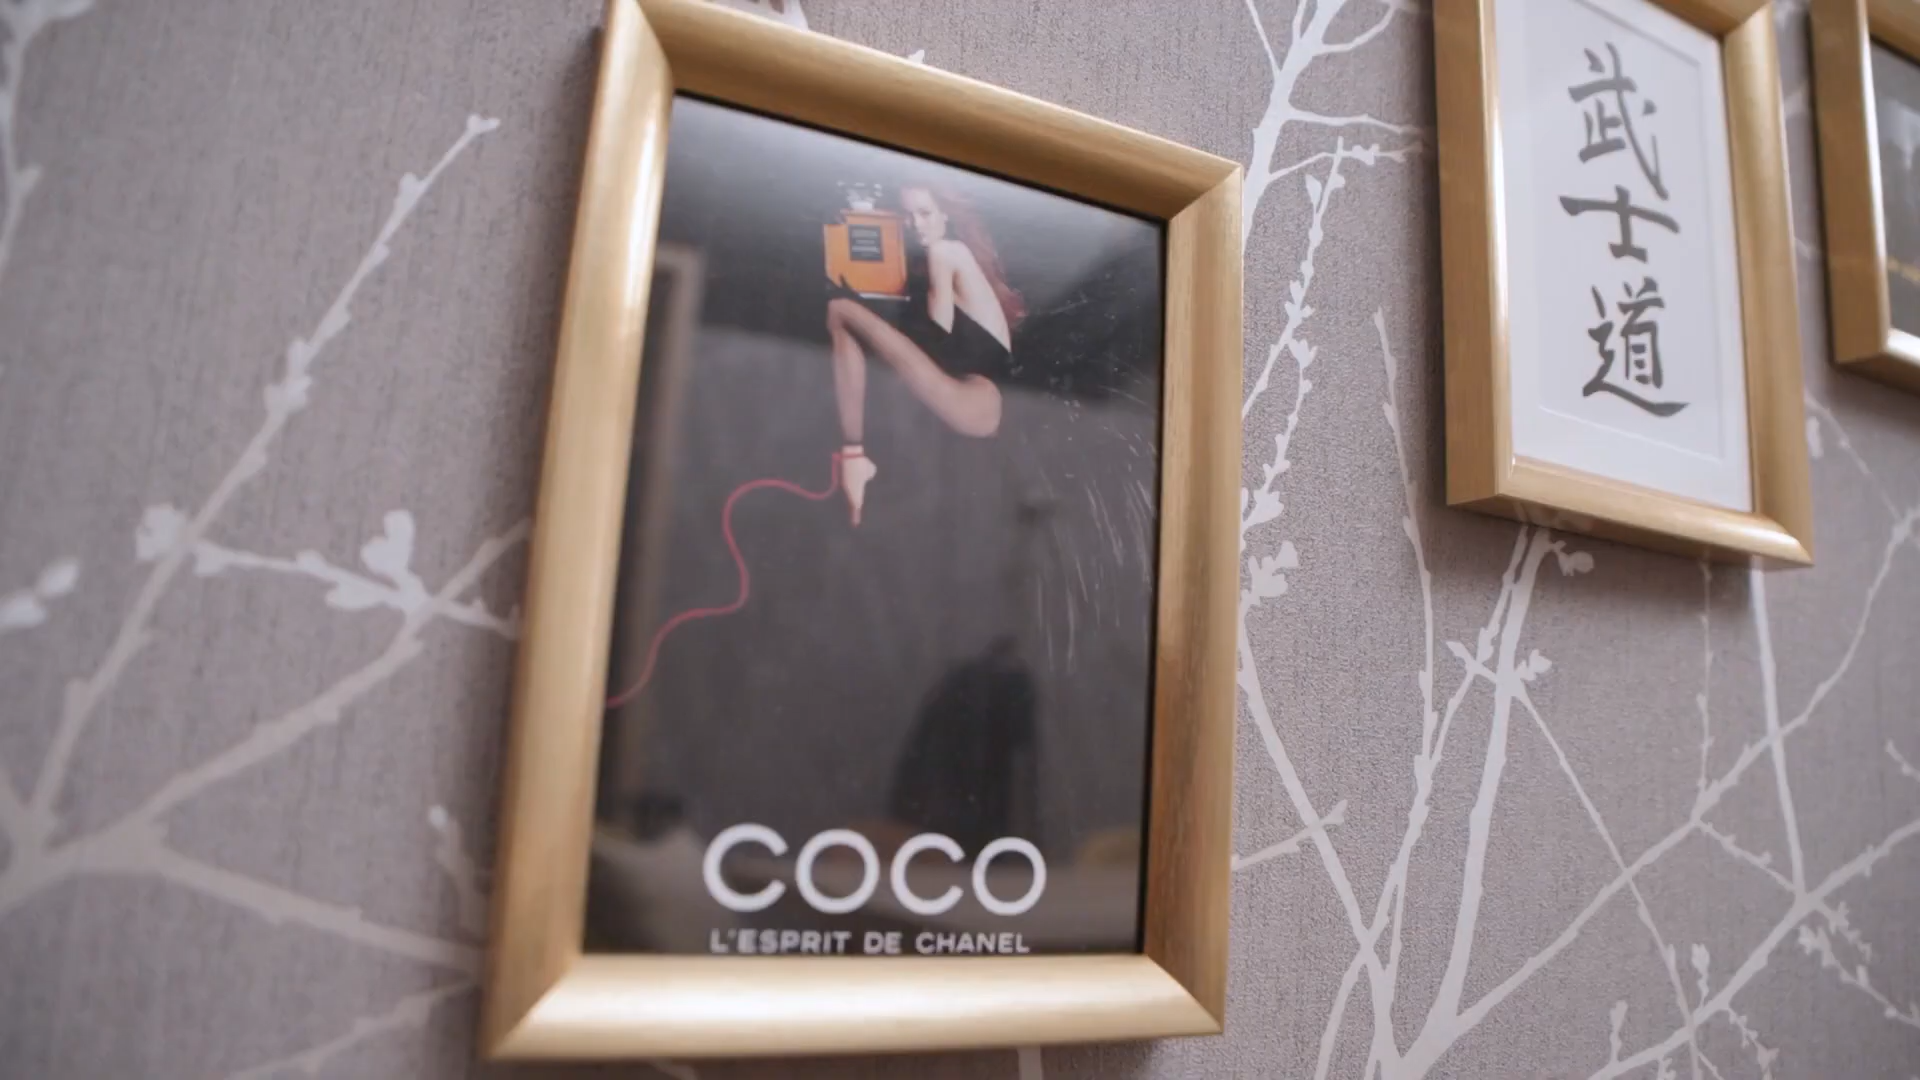 COCO
L'ESPRIT DE CHANEL
武
士
道